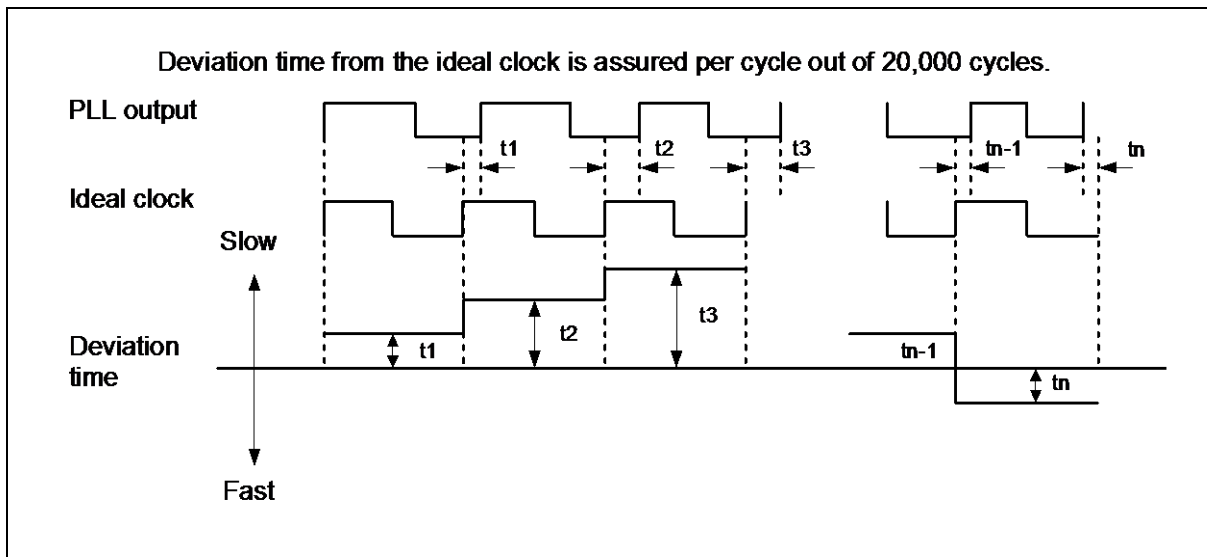 Deviation time from the ideal clock is assured per cycle out of 20,000 cycles.
PLL output
t1
t2
t3
tn-1
tn
Ideal clock
Slow
t1
t2
t3
Deviation
time
tn-1
tn
Fast